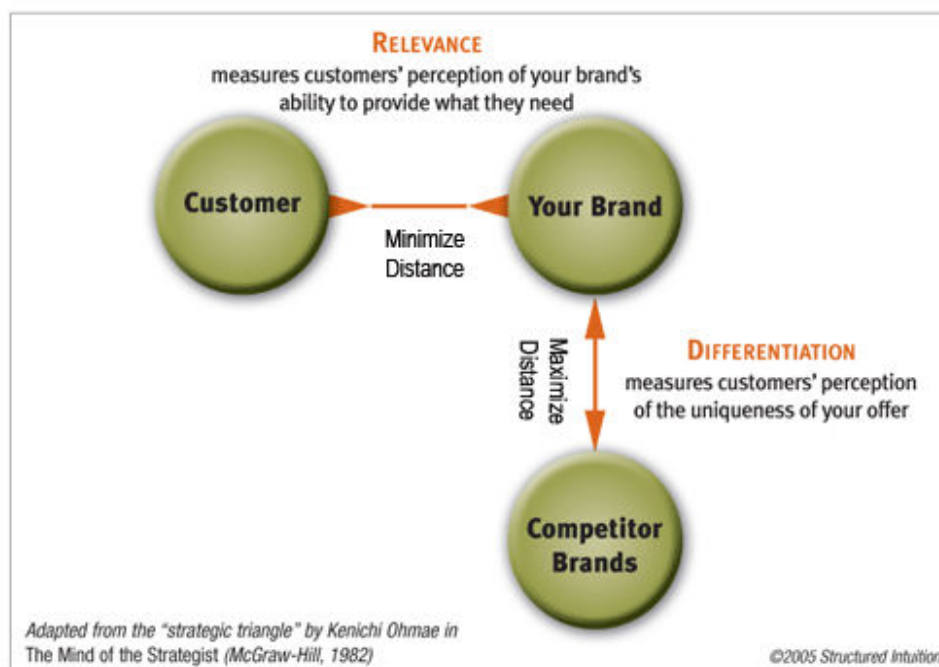 RELEVANCE
measures customers’ perception of your brand’s
ability to provide what they need
Customer
Your Brand
Minimize
Distance
Maximize
Distance
DIFFERENTIATION
measures customers’ perception
of the uniqueness of your offer
Competitor
Brands
Adapted from the “strategic triangle” by Kenichi Ohmae in
The Mind of the Strategist (McGraw-Hill, 1982)
©2005 Structured Intuition